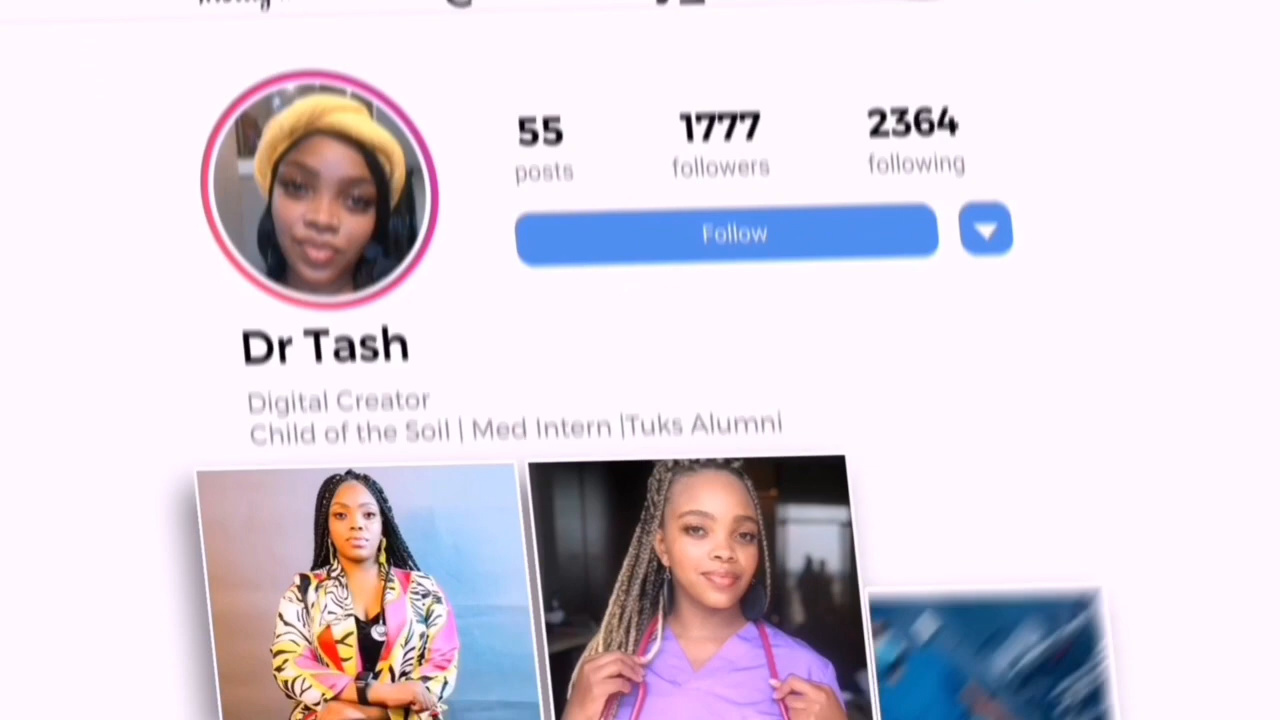 55 1777 2364
posts followers following
Follow
Dr Tash
Digital Creator
Child of the Soil | Med Intern |Tuks Alumni